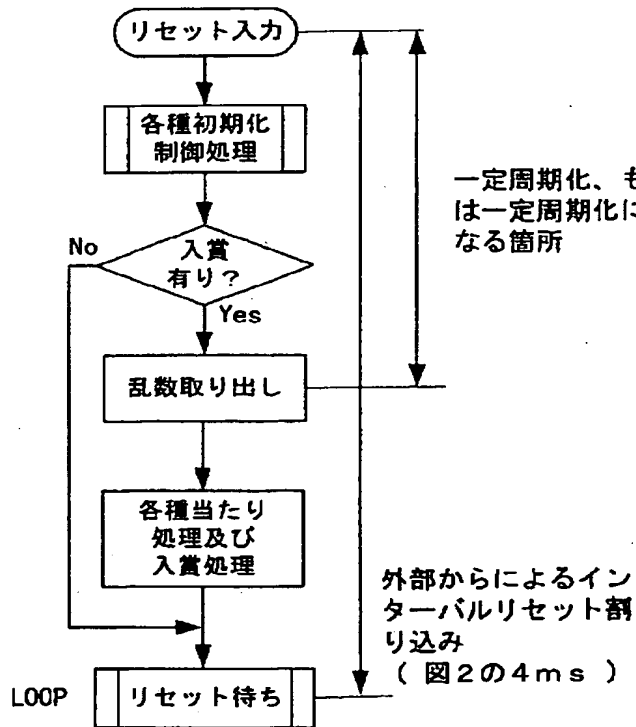 リセット入力
各種初期化
制御処理
一定周期化、も
は一定周期化に
なる箇所
No
入賞
有り?
Yes
乱数取り出し
各種当たり
処理及び
入賞処理
外部からによるイン
ターバルリセット割
り込み
( 図2の4ms )
LOOP
リセット待ち